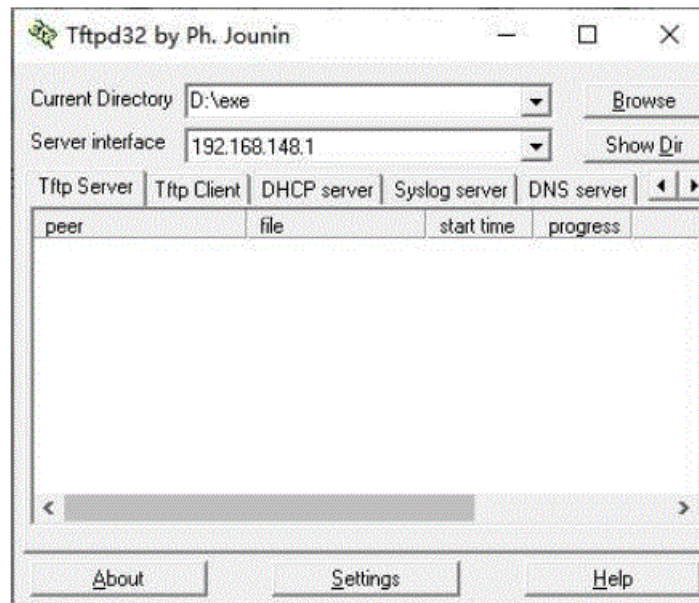 Tftpd32 by Ph. Jounin
Current Directory D:\exe Browse
Server interface 192.168.148.1 Show Dir
Tftp Server Tftp Client DHCP server Syslog server DNS server
peer file start time progress
About Settings Help